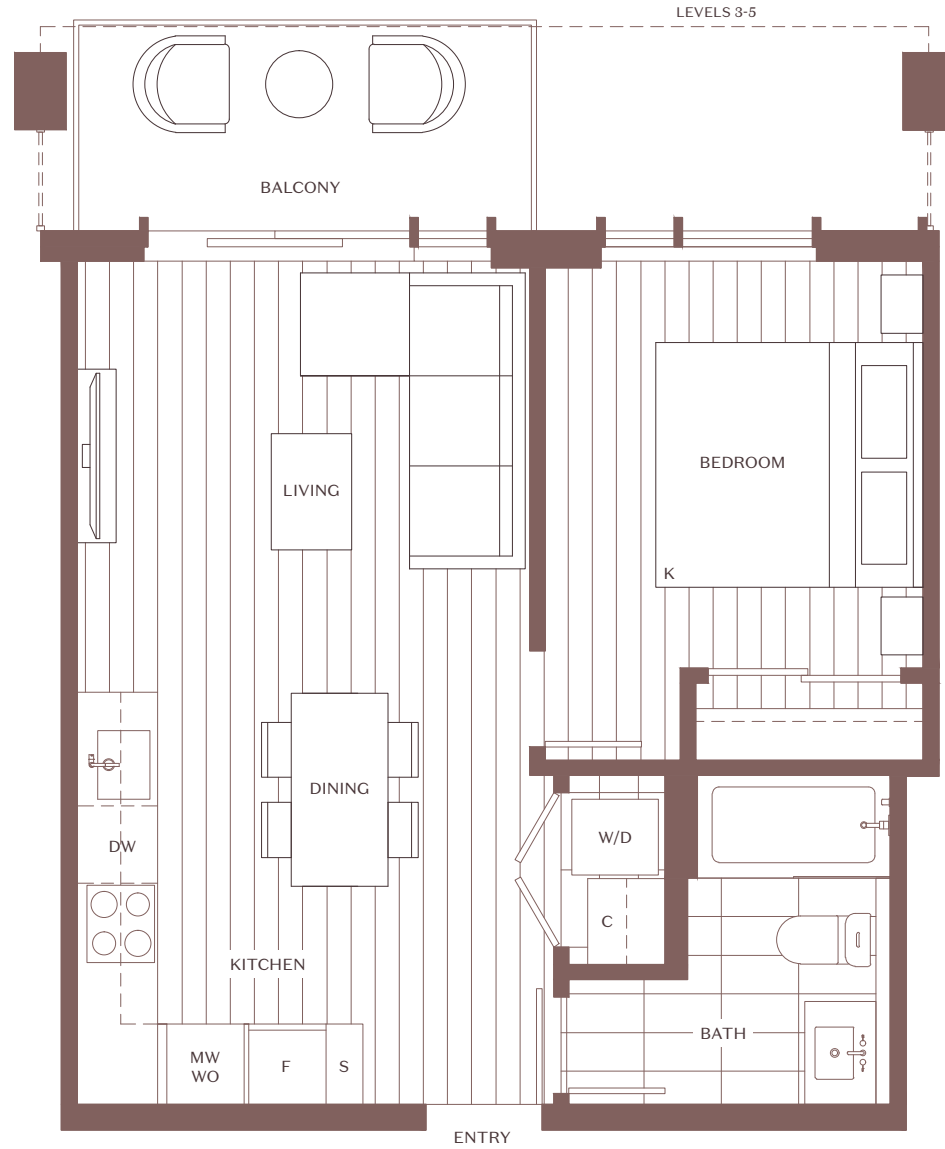 LEVELS 3-5
BALCONY
LIVING
BEDROOM
K
DINING
DW
W/D
C
KITCHEN
BATH
MW
WO
F
S
ENTRY